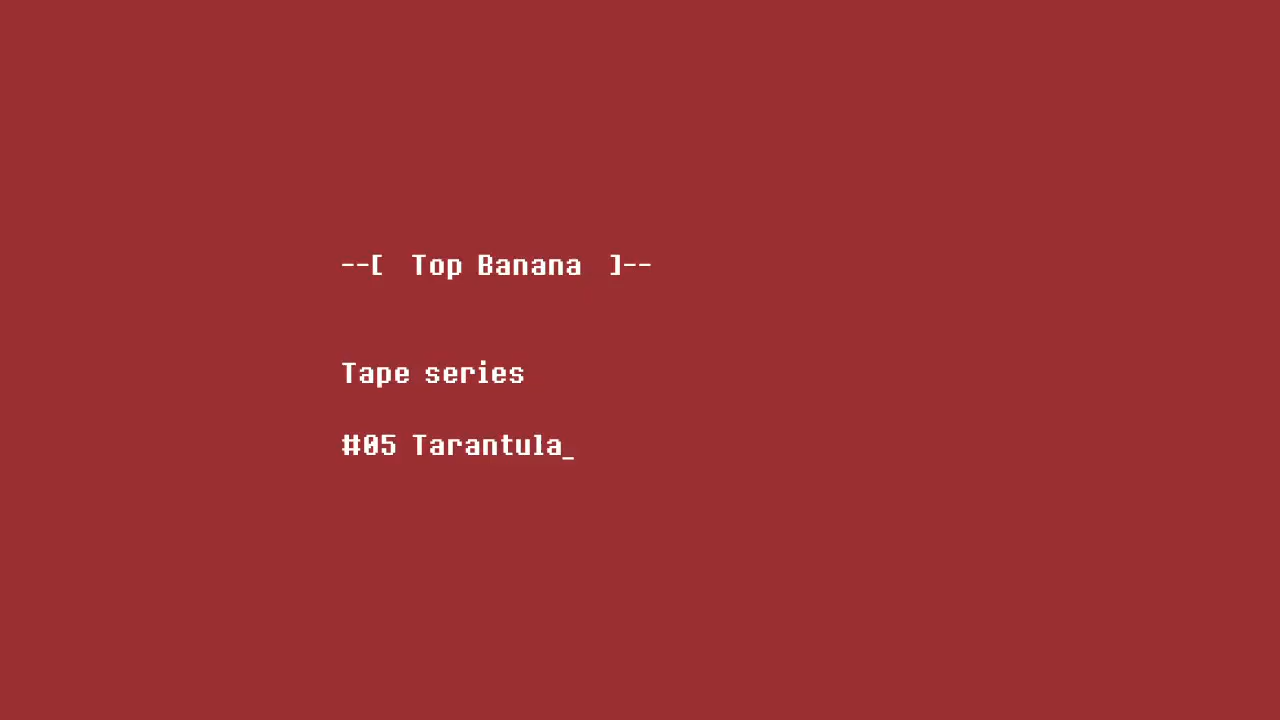 --[ Top Banana ]--
Tape series
#05 Tarantula_